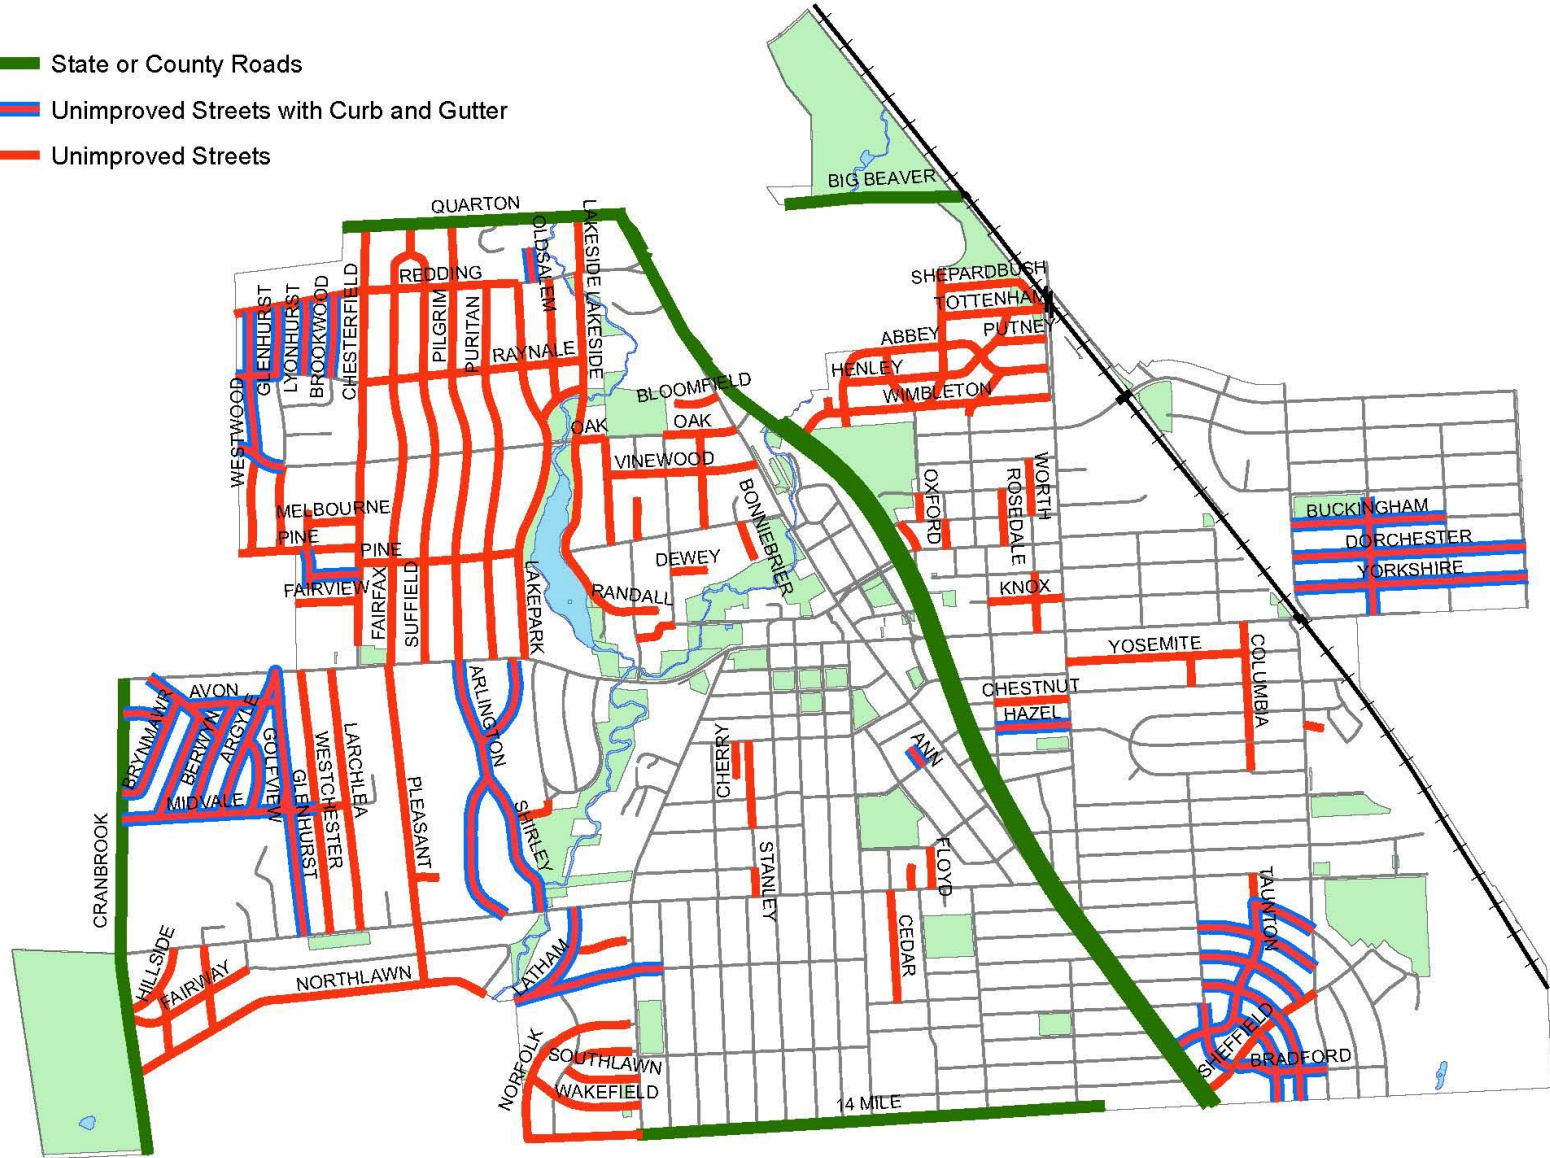 State or County Roads
Unimproved Streets with Curb and Gutter
Unimproved Streets
BIG BEAVER
QUARTON
LAKESIDE
LAKESIDE
OLDSALEM
REDDING
SHEPARDBUSH
TOTTENHAM
PUTNEY
ABBEY
HENLEY
WIMBLETON
GLENHURST
LYONHURST
BROOKWOOD
CHESTERFIELD
PILGRIM
PURITAN
RAYNALE
WESTWOOD
BLOOMFIELD
OAK
OAK
VINEWOOD
BONNIEBRIER
OXFORD
ROSEDALE
WORTH
BUCKINGHAM
DORCHESTER
YORKSHIRE
MELBOURNE
PINE
PINE
FAIRVIEW
FAIRFAX
SUFFIELD
LAKEPARK
DEWEY
RANDALL
KNOX
YOSEMITE
COLUMBIA
CHESTNUT
HAZEL
AVON
BRYNMAWR
BERWYN
ARGYLE
GOLFVIEW
MIDVALE
GLENHURST
WESTCHESTER
LARCHLEA
PLEASANT
ARLINGTON
SHIRLEY
CHERRY
STANLEY
ANN
FLOYD
CEDAR
CRANBROOK
HILLSIDE
FAIRWAY
NORTHLAWN
LATHAM
TAUNTON
SHEFFIELD
BRADFORD
NORFOLK
SOUTHLAWN
WAKEFIELD
14 MILE